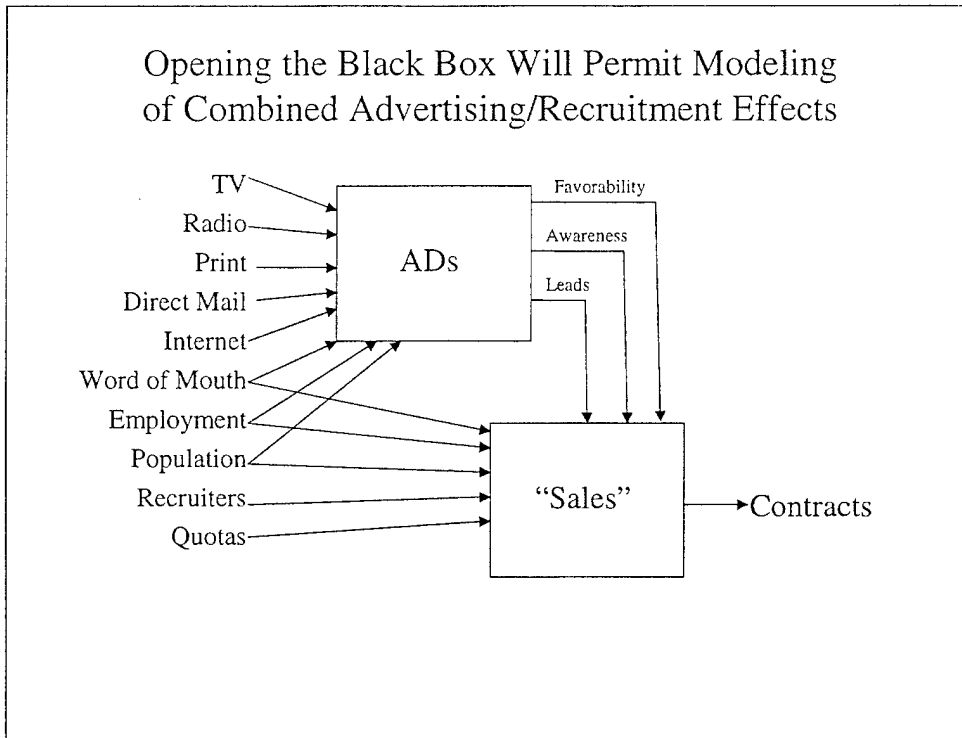 Opening the Black Box Will Permit Modeling
of Combined Advertising/Recruitment Effects
TV
Radio
Print
Direct Mail
Internet
Word of Mouth
Employment
Population
Recruiters
Quotas
ADs
Favorability
Awareness
Leads
“Sales”
Contracts